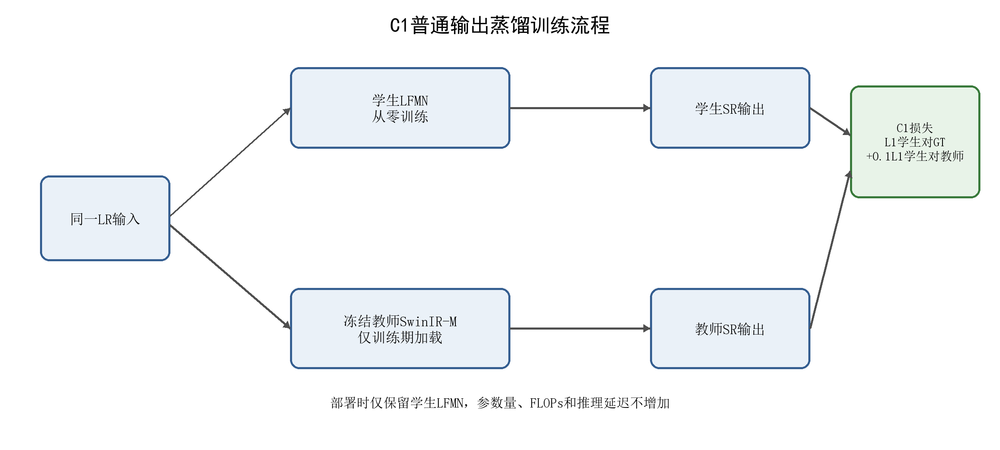 C1普通输出蒸馏训练流程
学生LFMN
从零训练
学生SR输出
C1损失
L1学生对GT
+0.1L1学生对教师
同一LR输入
冻结教师SwinIR-M
仅训练期加载
教师SR输出
部署时仅保留学生LFMN，参数量、FLOPs和推理延迟不增加